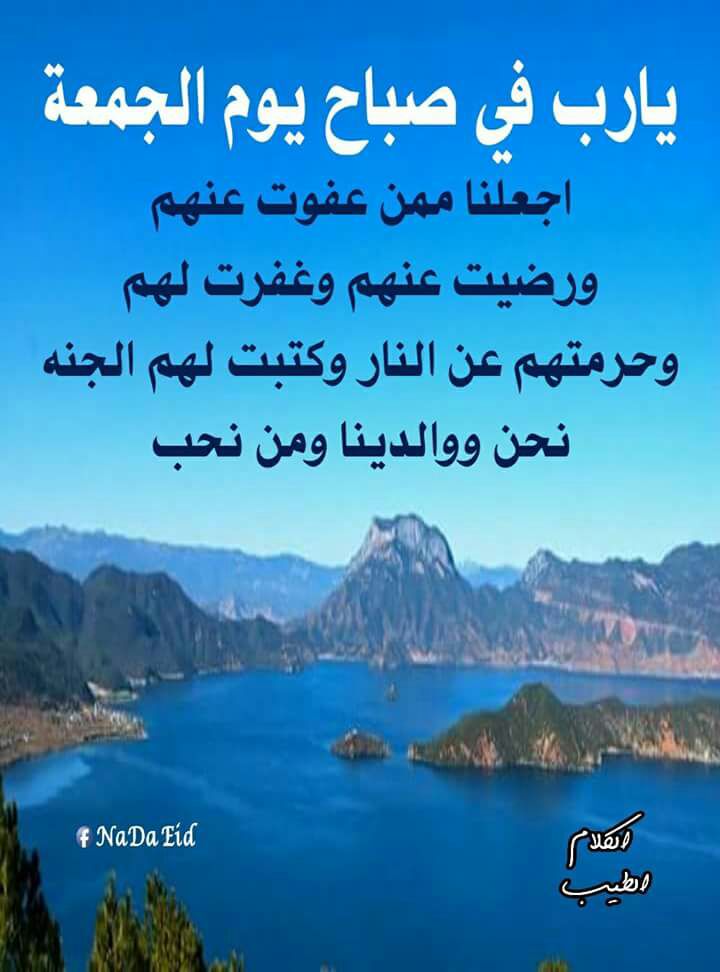 يارب في صباح يوم الجمعة
اجعلنا ممن عفوت عنهم
ورضيت عنهم وغفرت لهم
وحرمتهم عن النار وكتبت لهم الجنه
نحن ووالدينا ومن نحب
f NaDa Eid
الكلام
الطيب